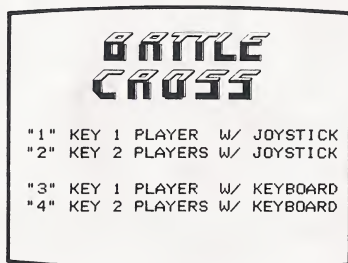 BATTLE
CROSS
"1" KEY 1 PLAYER W/ JOYSTICK
"2" KEY 2 PLAYERS W/ JOYSTICK
"3" KEY 1 PLAYER W/ KEYBOARD
"4" KEY 2 PLAYERS W/ KEYBOARD